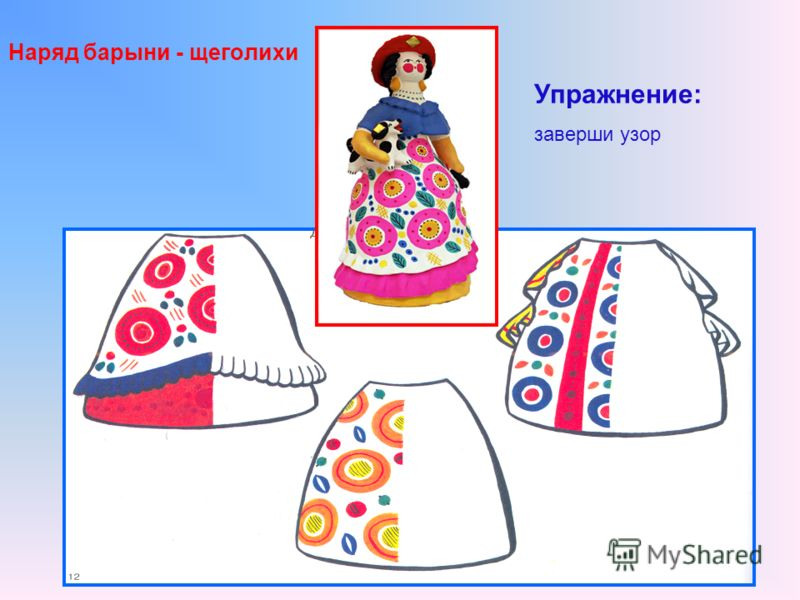 Наряд барыни - щеголихи
Упражнение:
заверши узор
12
MyShared